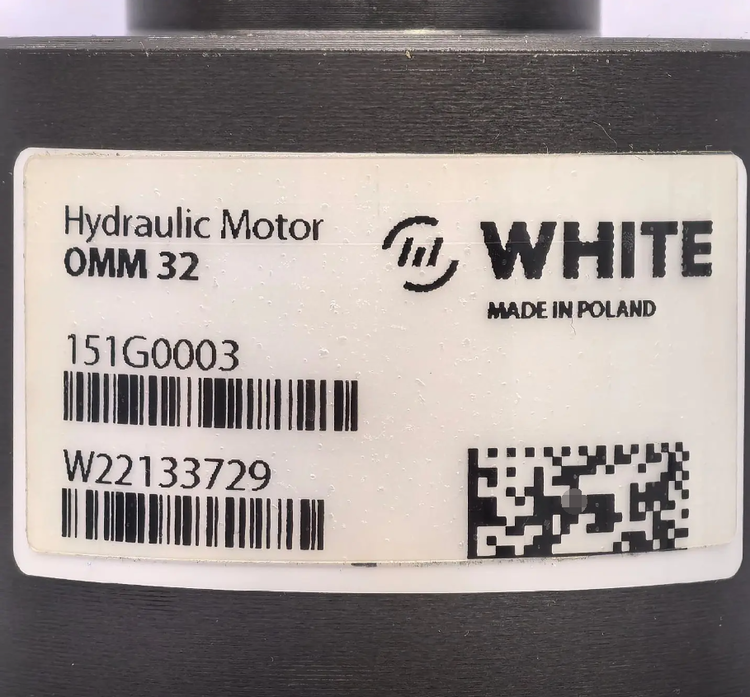 Hydraulic Motor
OMM 32
WHITE
MADE IN POLAND
151G0003
W22133729